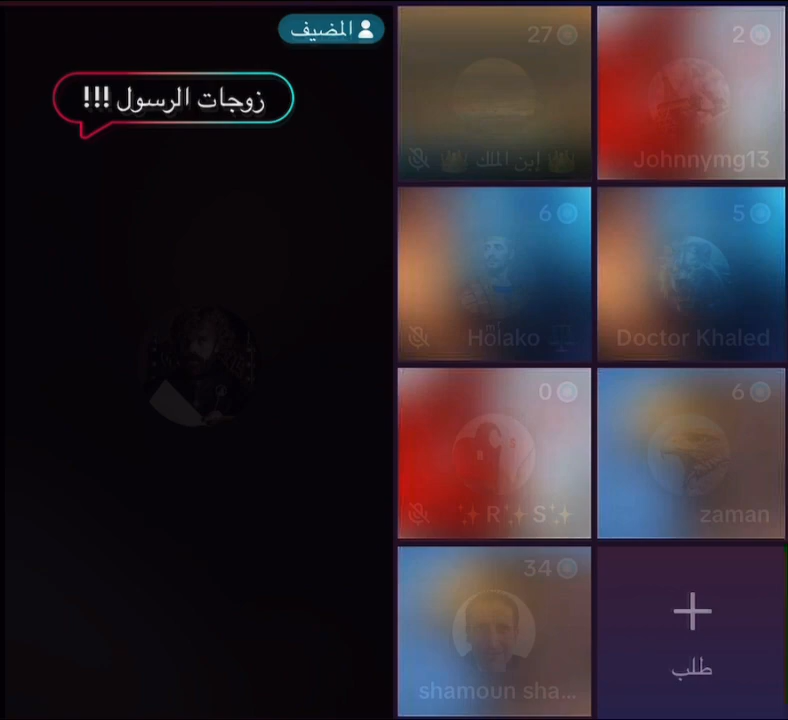 المضيف
زوجات الرسول !!!
27
2
إبن الملك
Johnnymg13
6
5
Holako
Doctor Khaled
0
6
R S
zaman
34
shamoun sha...
طلب